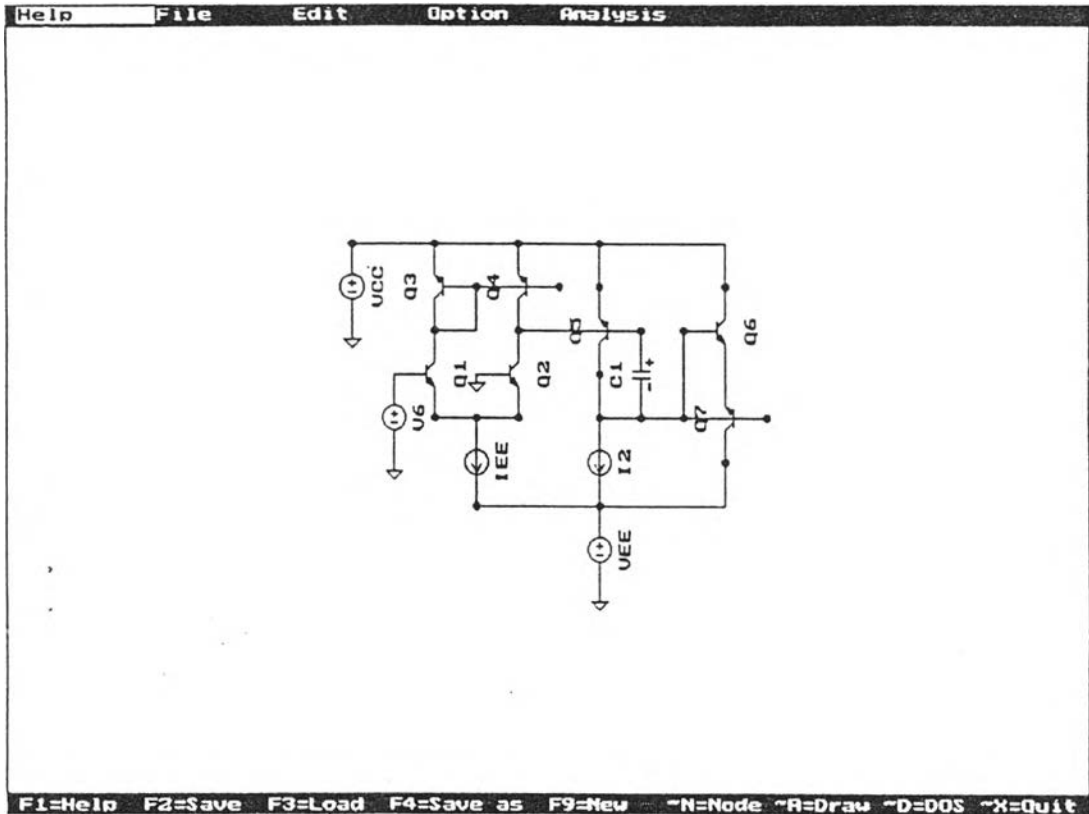 Help File Edit Option Analysis
VCC
Q3
Q4
Q5
Q6
Q1
Q2
C1
V6
Q7
IEE
I2
VEE
F1=Help F2=Save F3=Load F4=Save as F9=New ~N=Node ~A=Draw ~D=DOS ~X=Quit